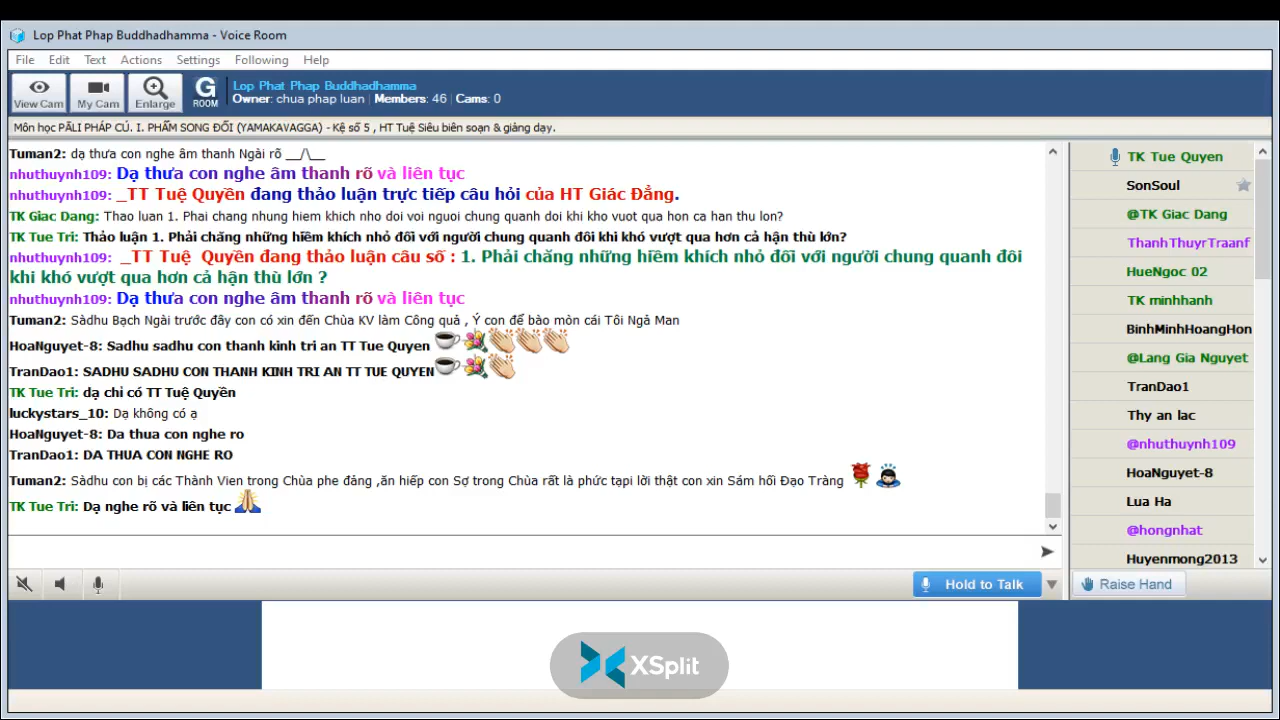 Lop Phat Phap Buddhadhamma - Voice Room
File Edit Text Actions Settings Following Help
View Cam My Cam Enlarge G ROOM
Lop Phat Phap Buddhadhamma
Owner: chua phap luan | Members: 46 | Cams: 0
Môn học PĀLI PHÁP CÚ. I. PHẨM SONG ĐỐI (YAMAKAVAGGA) - Kệ số 5 , HT Tuệ Siêu biên soạn & giảng dạy.
Tuman2: dạ thưa con nghe âm thanh Ngài rõ __/\__
nhuthuynh109: Dạ thưa con nghe âm thanh rõ và liên tục
nhuthuynh109: _TT Tuệ Quyền đang thảo luận trực tiếp câu hỏi của HT Giác Đẳng.
TK Giac Dang: Thao luan 1. Phai chang nhung hiem khich nho doi voi nguoi chung quanh doi khi kho vuot qua hon ca han thu lon?
TK Tue Tri: Thảo luận 1. Phải chăng những hiềm khích nhỏ đối với người chung quanh đôi khi khó vượt qua hơn cả hận thù lớn?
nhuthuynh109: _TT Tuệ Quyền đang thảo luận câu số : 1. Phải chăng những hiềm khích nhỏ đối với người chung quanh đôi
khi khó vượt qua hơn cả hận thù lớn ?
nhuthuynh109: Dạ thưa con nghe âm thanh rõ và liên tục
Tuman2: Sàdhu Bạch Ngài trước đây con có xin đến Chùa KV làm Công quả , Ý con để bào mòn cái Tôi Ngã Man
HoaNguyet-8: Sadhu sadhu con thanh kinh tri an TT Tue Quyen
TranDao1: SADHU SADHU CON THANH KINH TRI AN TT TUE QUYEN
TK Tue Tri: dạ chỉ có TT Tuệ Quyền
luckystars_10: Dạ không có ạ
HoaNguyet-8: Da thua con nghe ro
TranDao1: DA THUA CON NGHE RO
Tuman2: Sàdhu con bị các Thành Viên trong Chùa phe đảng ,ăn hiếp con Sợ trong Chùa rất là phức tạpi lời thật con xin Sám hối Đạo Tràng
TK Tue Tri: Dạ nghe rõ và liên tục
TK Tue Quyen
SonSoul
@TK Giac Dang
ThanhThuyrTraanf
HueNgoc 02
TK minhhanh
BinhMinhHoangHon
@Lang Gia Nguyet
TranDao1
Thy an lac
@nhuthuynh109
HoaNguyet-8
Lua Ha
@hongnhat
Huyenmong2013
Hold to Talk
Raise Hand
XSplit